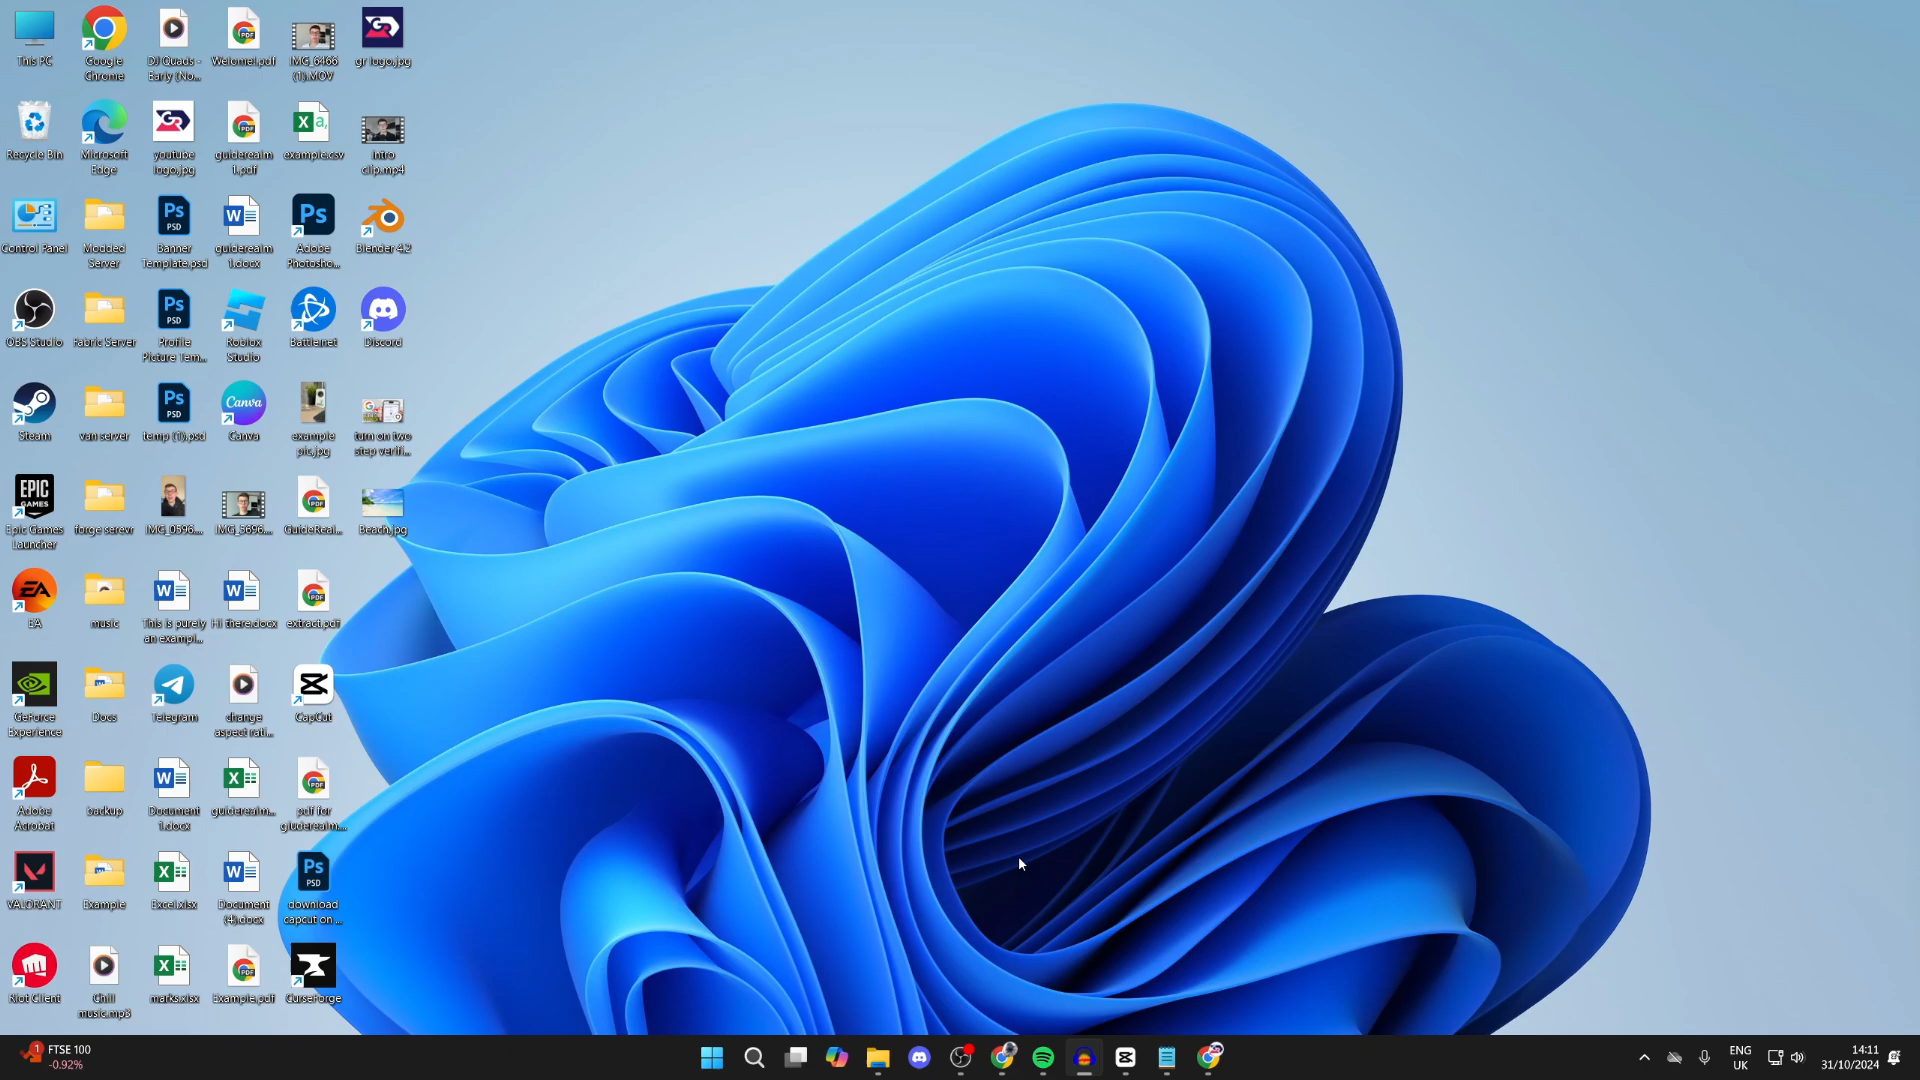 This PC
Google
Chrome
DJ Quads -
Early (No...
Welome!.pdf
IMG_6466
(1).MOV
gr logo.jpg
Recycle Bin
Microsoft
Edge
youtube
logo.jpg
guiderealm
1.pdf
example.csv
intro
clip.mp4
Control Panel
Modded
Server
Banner
Template.psd
guiderealm
1.docx
Adobe
Photosho...
Blender 4.2
OBS Studio
Fabric Server
Profile
Picture Tem...
Roblox
Studio
Battle.net
Discord
Steam
van server
temp (1).psd
Canva
example
pic.jpg
turn on two
step verifi...
Epic Games
Launcher
forge serevr
IMG_0596....
IMG_5696....
GuideReal...
Beach.jpg
EA
music
This is purely
an exampl...
Hi there.docx
extract.pdf
GeForce
Experience
Docs
Telegram
change
aspect rati...
CapCut
Adobe
Acrobat
backup
Document
1.docx
guiderealm...
pdf for
giuderealm...
VALORANT
Example
Excel.xlsx
Document
(4).docx
download
capcut on ...
Riot Client
Chill
music.mp3
marks.xlsx
Example.pdf
CurseForge
1
FTSE 100
-0.92%
ENG
UK
14:11
31/10/2024